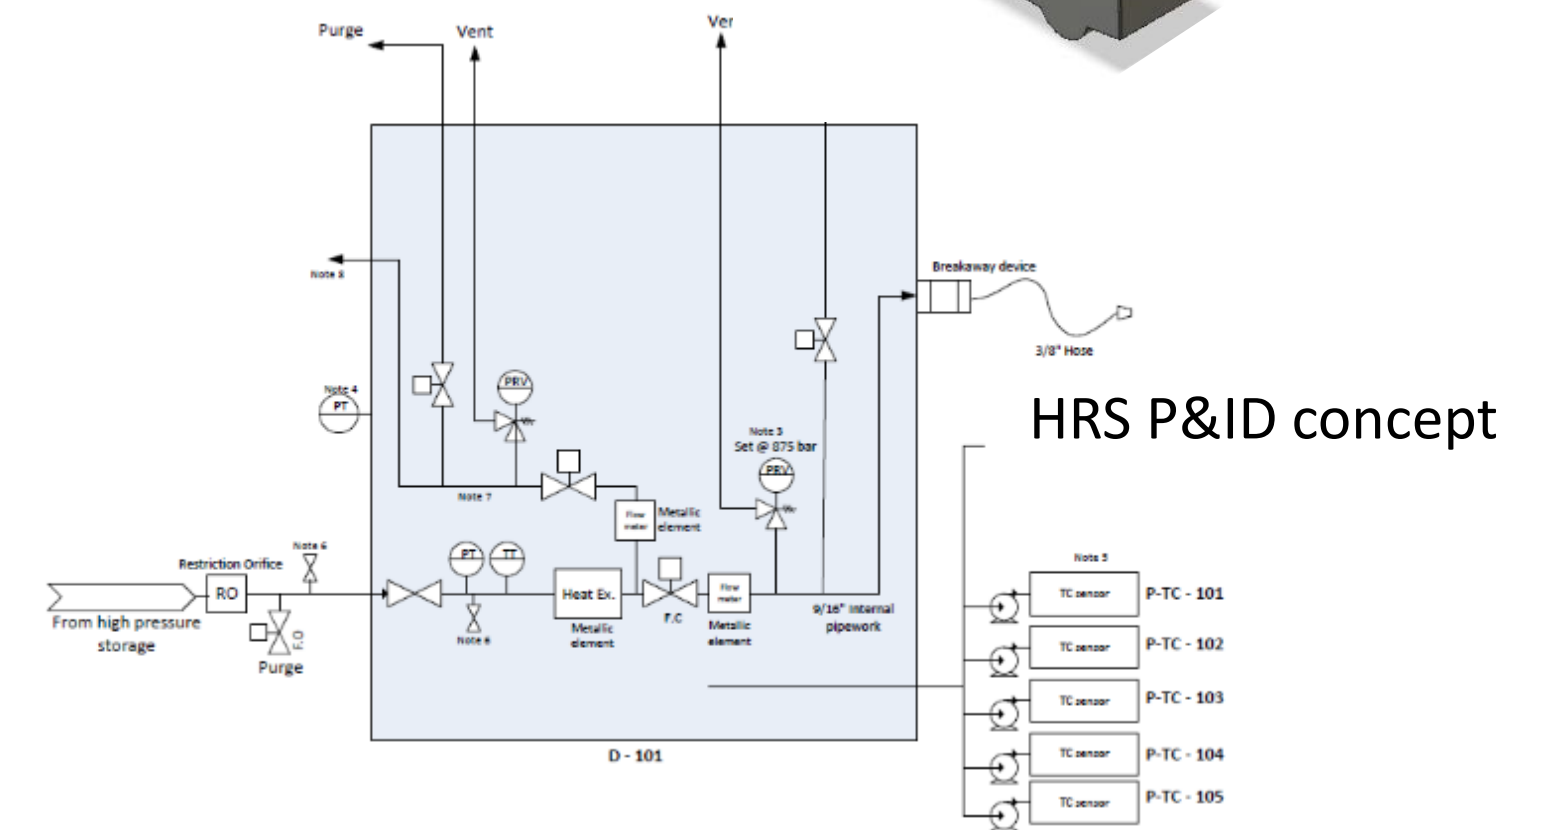 Purge
Vent
Ver
Note 8
Breakaway device
3/8" Hose
Note 4
PT
PRV
HRS P&ID concept
Note 3
Set @ 875 bar
PRV
Note 7
Flow
meter
Metallic
element
Note 6
Restriction Orifice
RO
From high pressure
storage
F.O
Purge
PT
TT
Note 6
Heat Ex.
Metallic
element
F.C
Flow
meter
Metallic
element
9/16" Internal
pipework
D - 101
Note 5
TC sensor
P-TC - 101
TC sensor
P-TC - 102
TC sensor
P-TC - 103
TC sensor
P-TC - 104
TC sensor
P-TC - 105